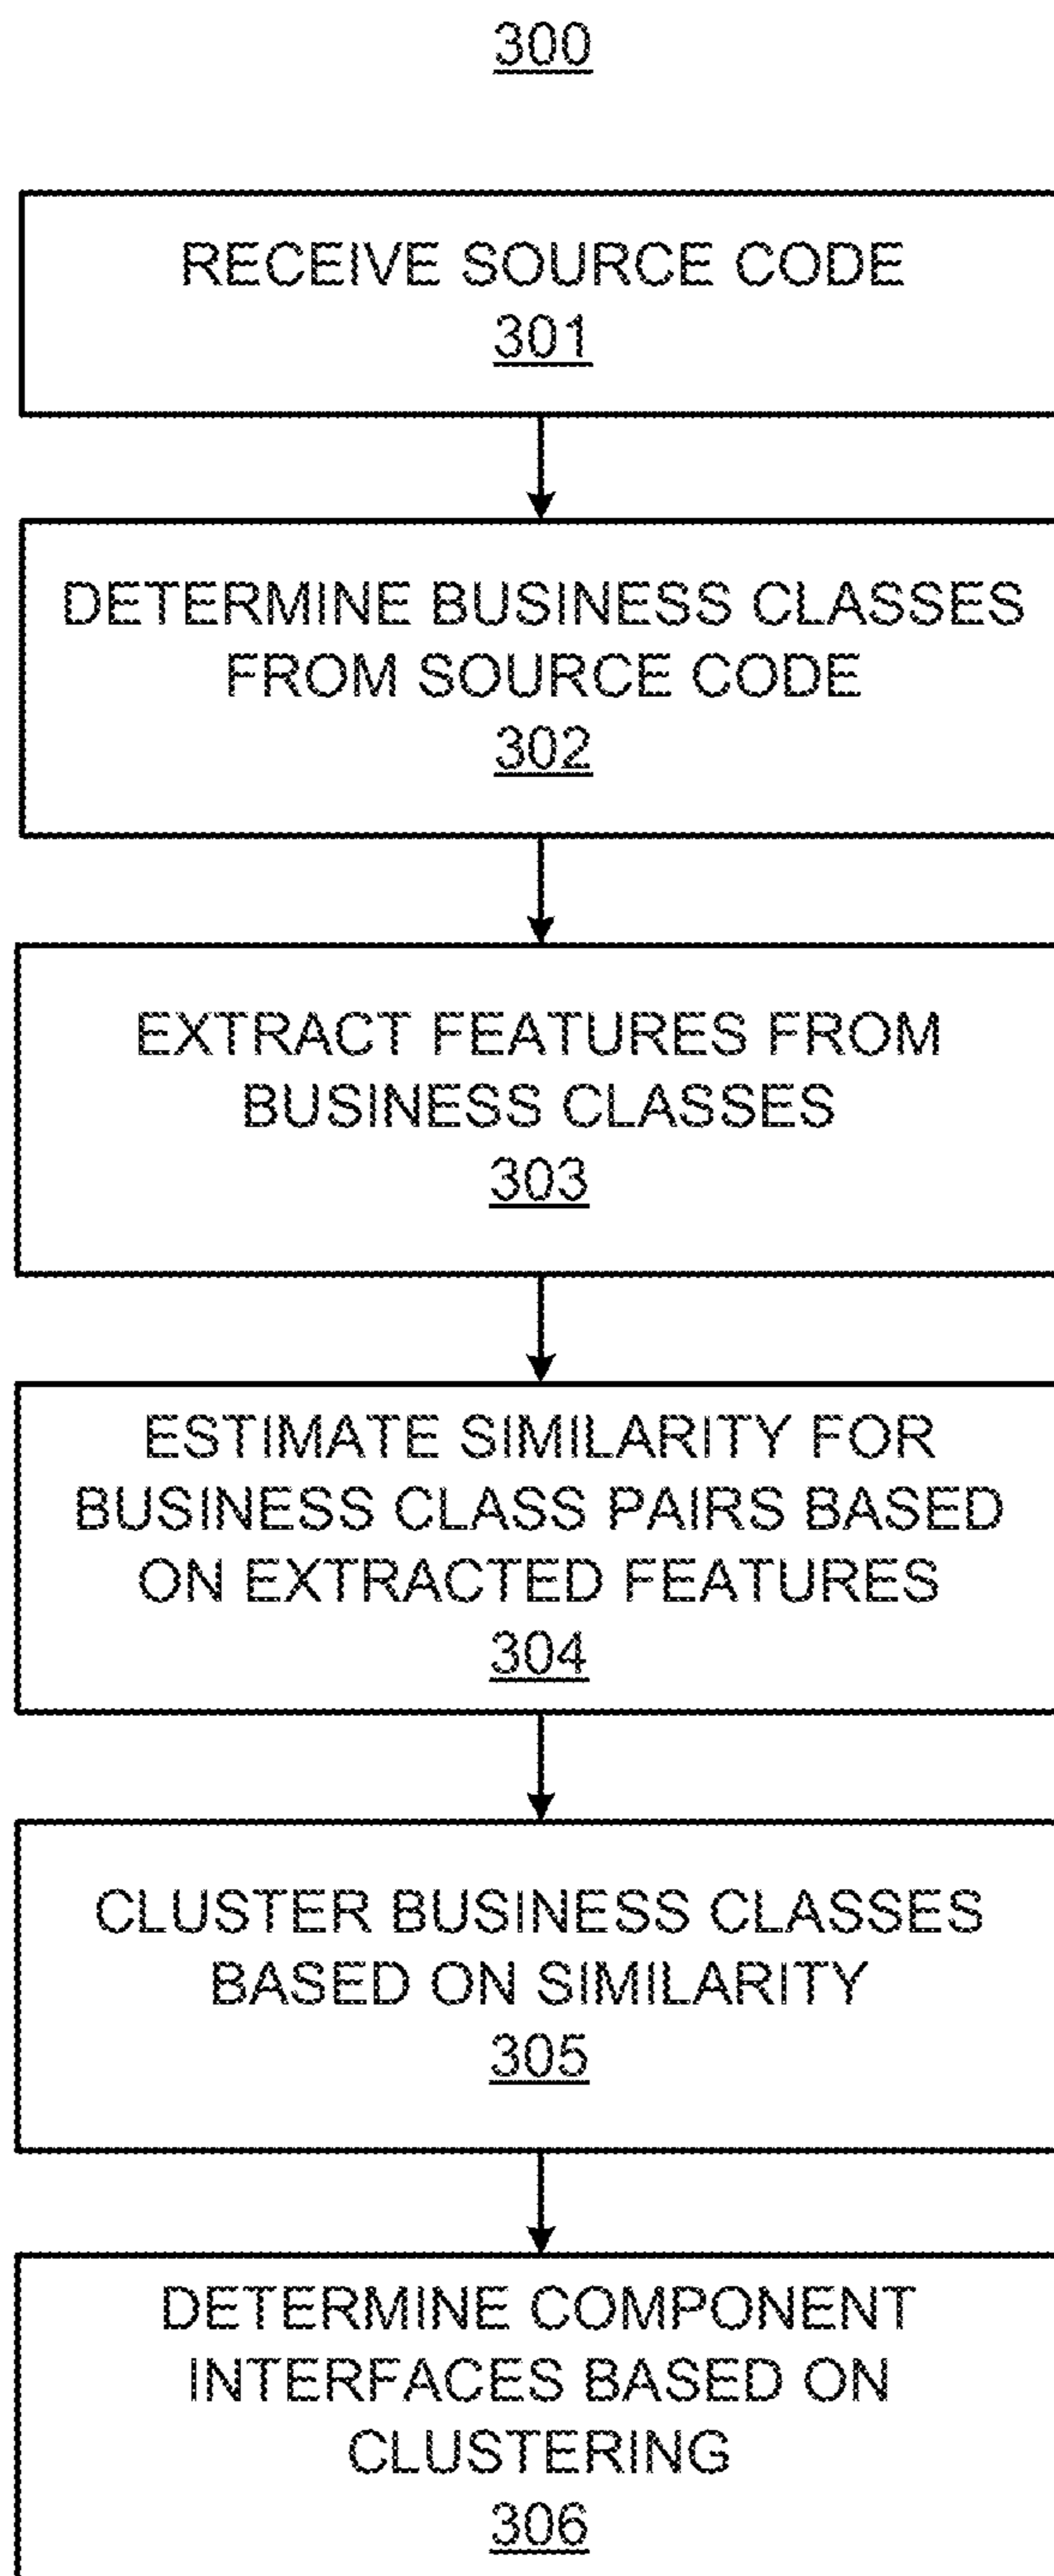 300
RECEIVE SOURCE CODE
301
DETERMINE BUSINESS CLASSES
FROM SOURCE CODE
302
EXTRACT FEATURES FROM
BUSINESS CLASSES
303
ESTIMATE SIMILARITY FOR
BUSINESS CLASS PAIRS BASED
ON EXTRACTED FEATURES
304
CLUSTER BUSINESS CLASSES
BASED ON SIMILARITY
305
DETERMINE COMPONENT
INTERFACES BASED ON
CLUSTERING
306